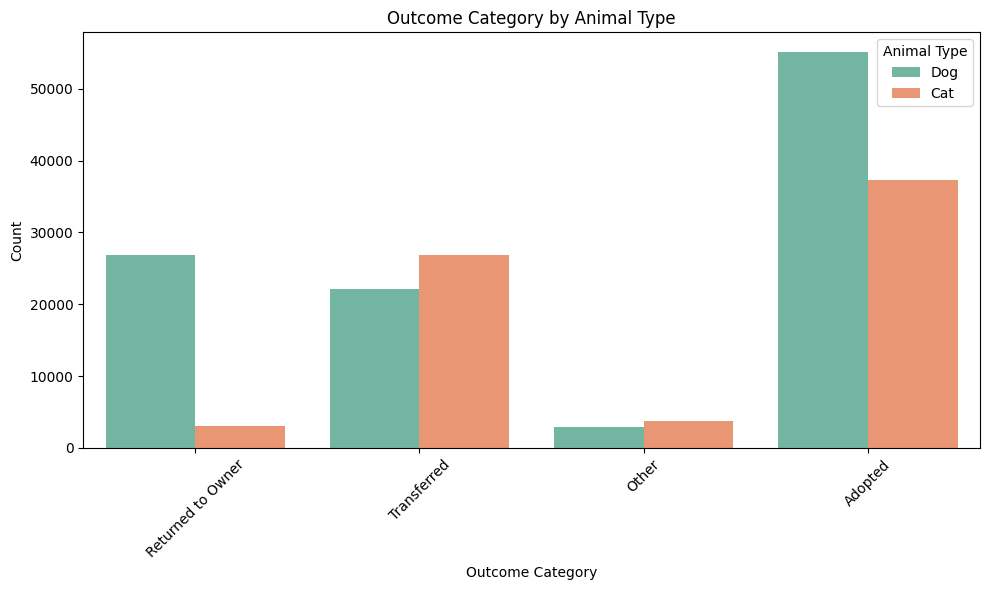 Outcome Category by Animal Type
Animal Type
Dog
Cat
Count
50000
40000
30000
20000
10000
0
Returned to Owner
Transferred
Other
Adopted
Outcome Category